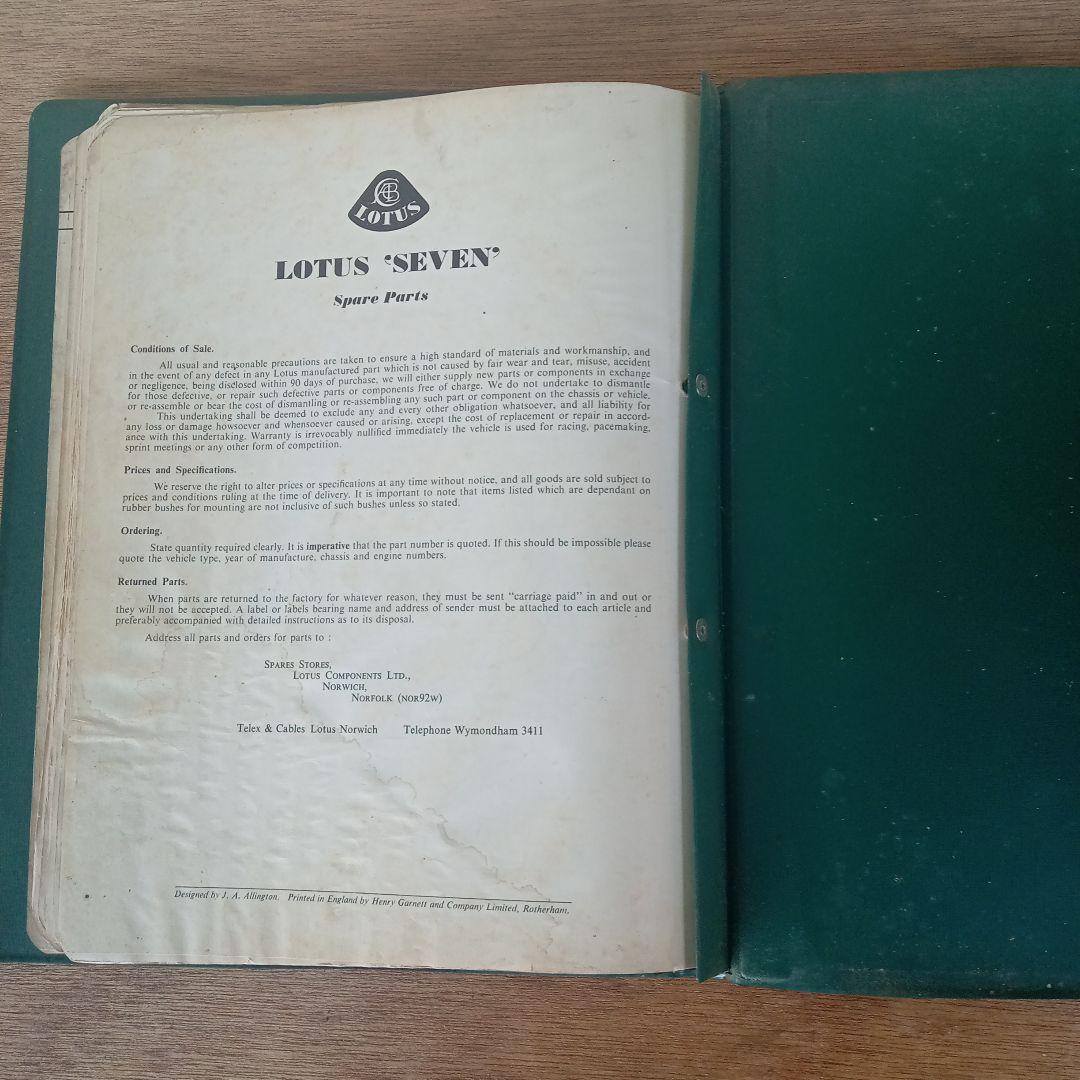 ACBC
LOTUS
LOTUS ‘SEVEN’
Spare Parts
Conditions of Sale.
All usual and reasonable precautions are taken to ensure a high standard of materials and workmanship, and
in the event of any defect in any Lotus manufactured part which is not caused by fair wear and tear, misuse, accident
or negligence, being disclosed within 90 days of purchase, we will either supply new parts or components in exchange
for those defective, or repair such defective parts or components free of charge. We do not undertake to dismantle
or re-assemble or bear the cost of dismantling or re-assembling any such part or component on the chassis or vehicle.
This undertaking shall be deemed to exclude any and every other obligation whatsoever, and all liability for
any loss or damage howsoever and whensoever caused or arising, except the cost of replacement or repair in accord-
ance with this undertaking. Warranty is irrevocably nullified immediately the vehicle is used for racing, pacemaking,
sprint meetings or any other form of competition.
Prices and Specifications.
We reserve the right to alter prices or specifications at any time without notice, and all goods are sold subject to
prices and conditions ruling at the time of delivery. It is important to note that items listed which are dependant on
rubber bushes for mounting are not inclusive of such bushes unless so stated.
Ordering.
State quantity required clearly. It is imperative that the part number is quoted. If this should be impossible please
quote the vehicle type, year of manufacture, chassis and engine numbers.
Returned Parts.
When parts are returned to the factory for whatever reason, they must be sent “carriage paid” in and out or
they will not be accepted. A label or labels bearing name and address of sender must be attached to each article and
preferably accompanied with detailed instructions as to its disposal.
Address all parts and orders for parts to :
SPARES STORES,
LOTUS COMPONENTS LTD.,
NORWICH,
NORFOLK (NOR92W)
Telex & Cables Lotus Norwich Telephone Wymondham 3411
Designed by J. A. Allington. Printed in England by Henry Garnett and Company Limited, Rotherham.